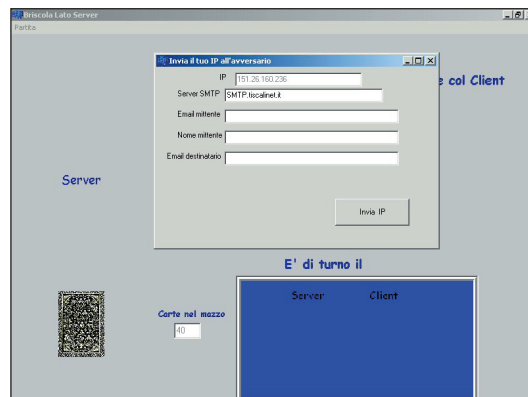 Briscola Lato Server
Partita
Invia il tuo IP all'avversario
IP 151.26.160.236
col Client
Server SMTP SMTP.tiscalinet.it
Email mittente
Nome mittente
Email destinatario
Server
Invia IP
E' di turno il
Server Client
Carte nel mazzo
40